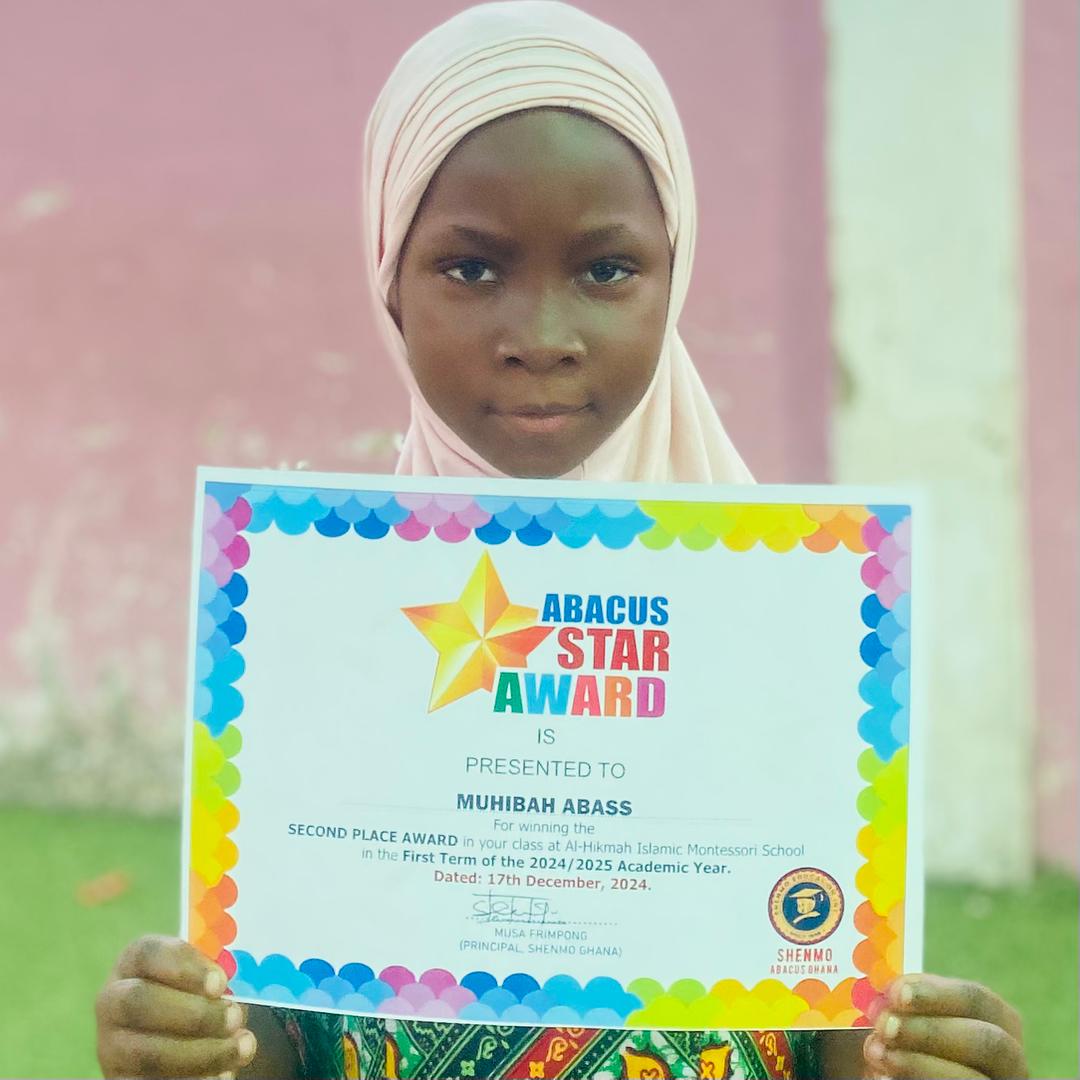 ABACUS
STAR
AWARD
IS
PRESENTED TO
MUHIBAH ABASS
For winning the
SECOND PLACE AWARD in your class at Al-Hikmah Islamic Montessori School
in the First Term of the 2024/2025 Academic Year.
Dated: 17th December, 2024.
MUSA FRIMPONG
(PRINCIPAL, SHENMO GHANA)
SHENMO
ABACUS GHANA